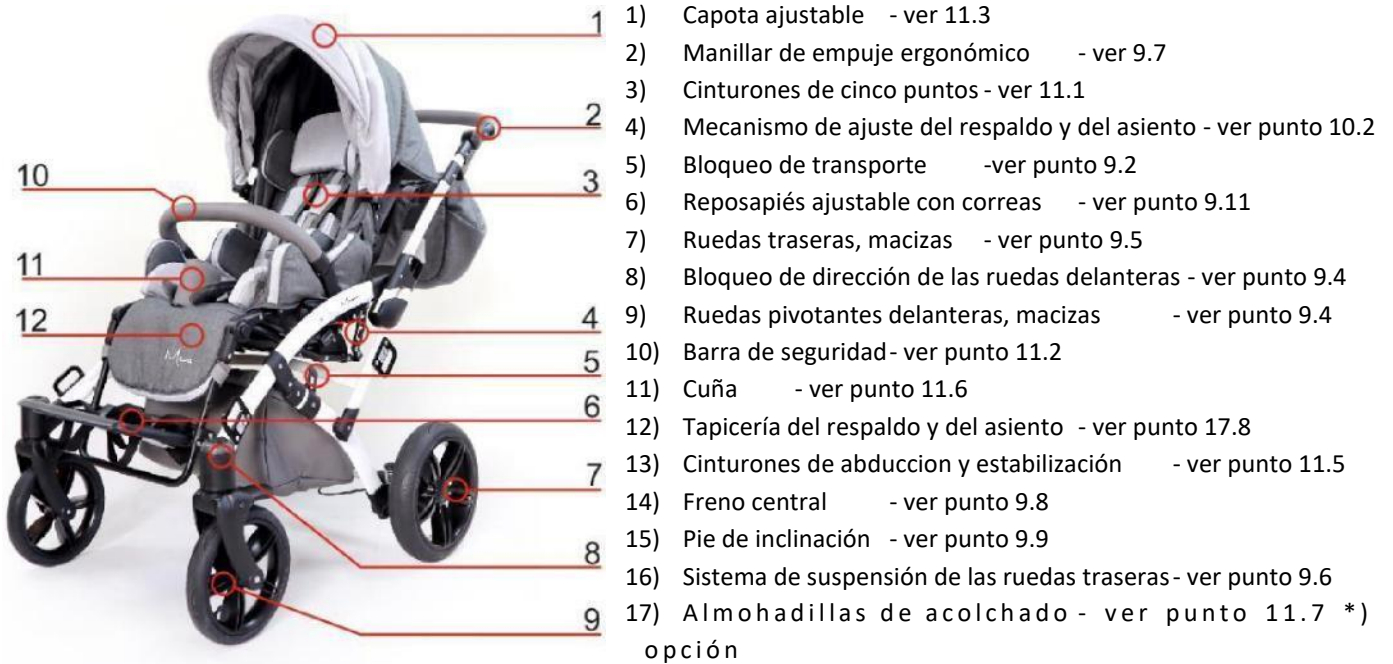 1
2
3
4
5
6
7
8
9
10
11
12
1) Capota ajustable - ver 11.3
2) Manillar de empuje ergonómico - ver 9.7
3) Cinturones de cinco puntos - ver 11.1
4) Mecanismo de ajuste del respaldo y del asiento - ver punto 10.2
5) Bloqueo de transporte -ver punto 9.2
6) Reposapiés ajustable con correas - ver punto 9.11
7) Ruedas traseras, macizas - ver punto 9.5
8) Bloqueo de dirección de las ruedas delanteras - ver punto 9.4
9) Ruedas pivotantes delanteras, macizas - ver punto 9.4
10) Barra de seguridad - ver punto 11.2
11) Cuña - ver punto 11.6
12) Tapicería del respaldo y del asiento - ver punto 17.8
13) Cinturones de abduccion y estabilización - ver punto 11.5
14) Freno central - ver punto 9.8
15) Pie de inclinación - ver punto 9.9
16) Sistema de suspensión de las ruedas traseras - ver punto 9.6
17) Almohadillas de acolchado - ver punto 11.7 *)
opción